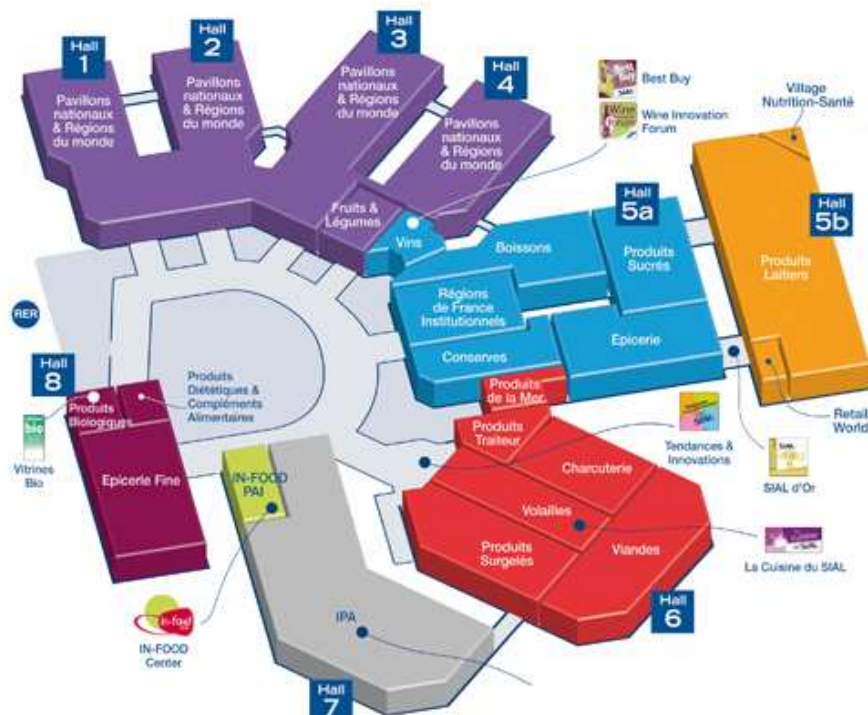 Hall
1
Hall
2
Hall
3
Hall
4
Pavillons
nationaux
& Régions
du monde
Pavillons
nationaux
& Régions
du monde
Pavillons
nationaux
& Régions
du monde
Pavillons
nationaux
& Régions
du monde
Best Buy
Wine Innovation
Forum
Village
Nutrition-Santé
Fruits &
Légumes
Vins
Hall
5a
Hall
5b
Boissons
Produits
Sucrés
Produits
Laitiers
Régions
de France
Institutionnels
Conserves
Epicerie
RER
Hall
8
Produits
Biologiques
Produits
Diététiques &
Compléments
Alimentaires
bio
Vitrines
Bio
Epicerie Fine
Produits
de la Mer
Produits
Traiteur
Charcuterie
Volailles
Produits
Surgelés
Viandes
Tendances &
Innovations
Retail
World
SIAL d'Or
La Cuisine du SIAL
Hall
6
IN-FOOD
PAI
in-food
IN-FOOD
Center
IPA
Hall
7